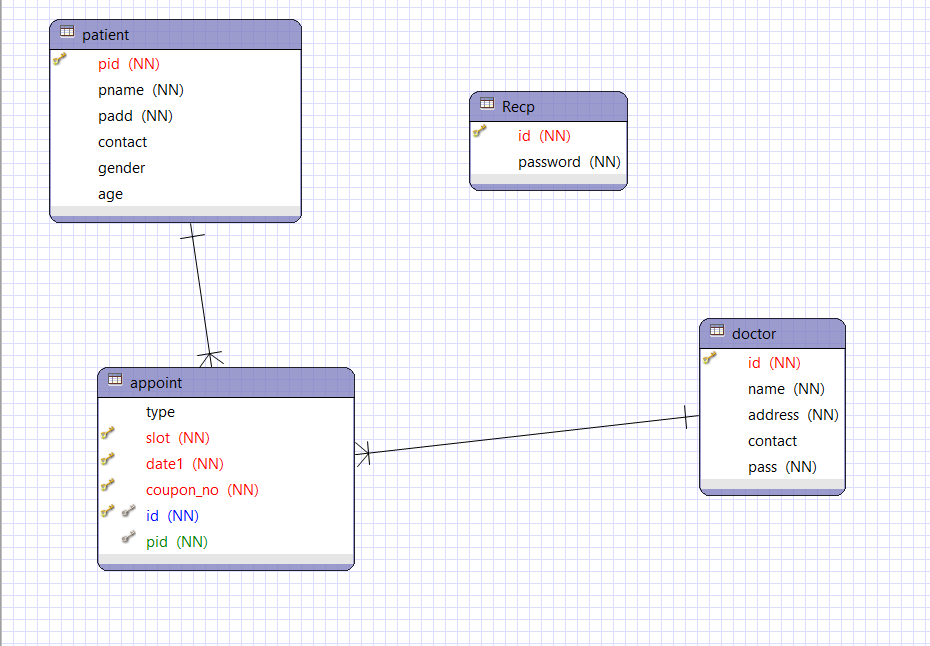 patient
pid (NN)
pname (NN)
padd (NN)
contact
gender
age
Recp
id (NN)
password (NN)
appoint
type
slot (NN)
date1 (NN)
coupon_no (NN)
id (NN)
pid (NN)
doctor
id (NN)
name (NN)
address (NN)
contact
pass (NN)